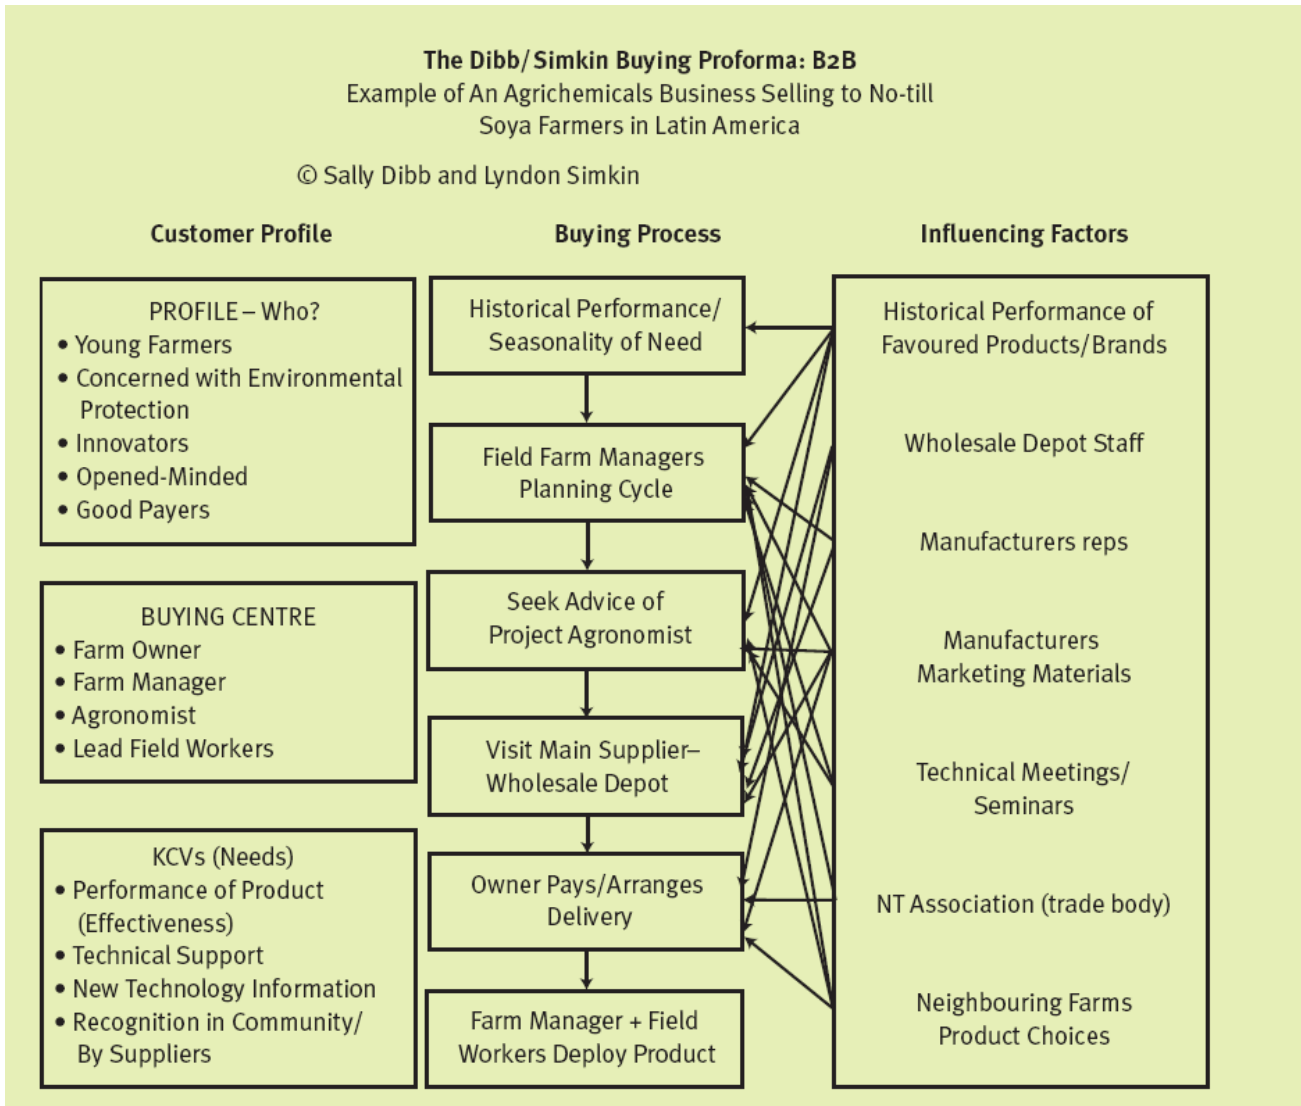 The Dibb/Simkin Buying Proforma: B2B
Example of An Agrichemicals Business Selling to No-till
Soya Farmers in Latin America
© Sally Dibb and Lyndon Simkin
Customer Profile
PROFILE – Who?
• Young Farmers
• Concerned with Environmental
Protection
• Innovators
• Opened-Minded
• Good Payers
BUYING CENTRE
• Farm Owner
• Farm Manager
• Agronomist
• Lead Field Workers
KCVs (Needs)
• Performance of Product
(Effectiveness)
• Technical Support
• New Technology Information
• Recognition in Community/
By Suppliers
Buying Process
Historical Performance/
Seasonality of Need
Field Farm Managers
Planning Cycle
Seek Advice of
Project Agronomist
Visit Main Supplier–
Wholesale Depot
Owner Pays/Arranges
Delivery
Farm Manager + Field
Workers Deploy Product
Influencing Factors
Historical Performance of
Favoured Products/Brands
Wholesale Depot Staff
Manufacturers reps
Manufacturers
Marketing Materials
Technical Meetings/
Seminars
NT Association (trade body)
Neighbouring Farms
Product Choices